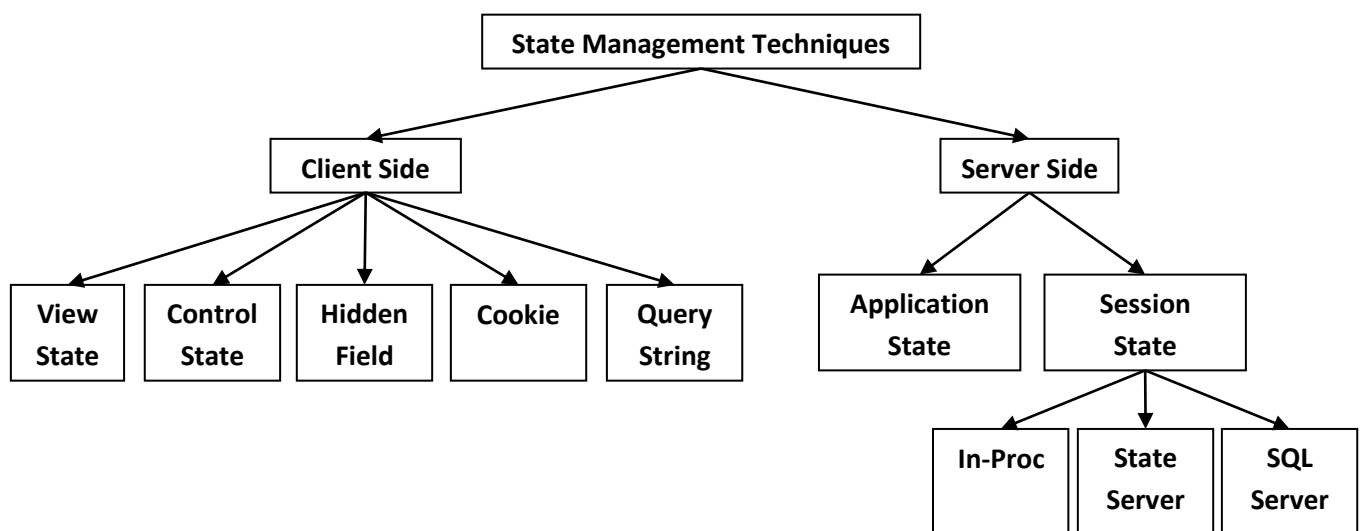 State Management Techniques
Client Side
Server Side
View
State
Control
State
Hidden
Field
Cookie
Query
String
Application
State
Session
State
In-Proc
State
Server
SQL
Server